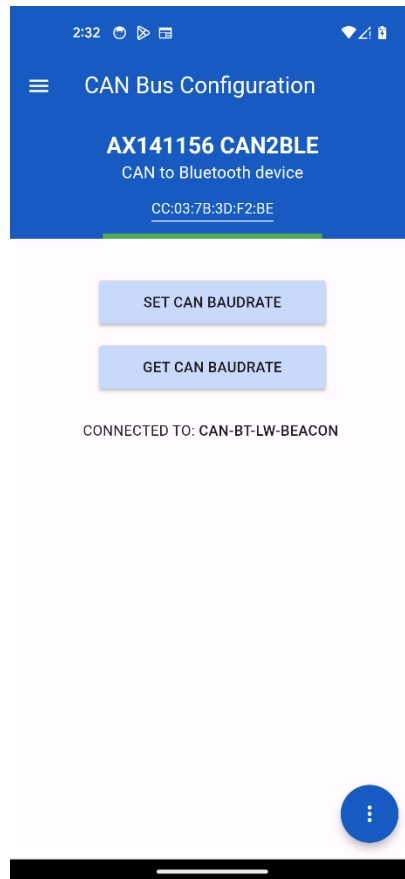 2:32
CAN Bus Configuration
AX141156 CAN2BLE
CAN to Bluetooth device
CC:03:7B:3D:F2:BE
SET CAN BAUDRATE
GET CAN BAUDRATE
CONNECTED TO: CAN-BT-LW-BEACON